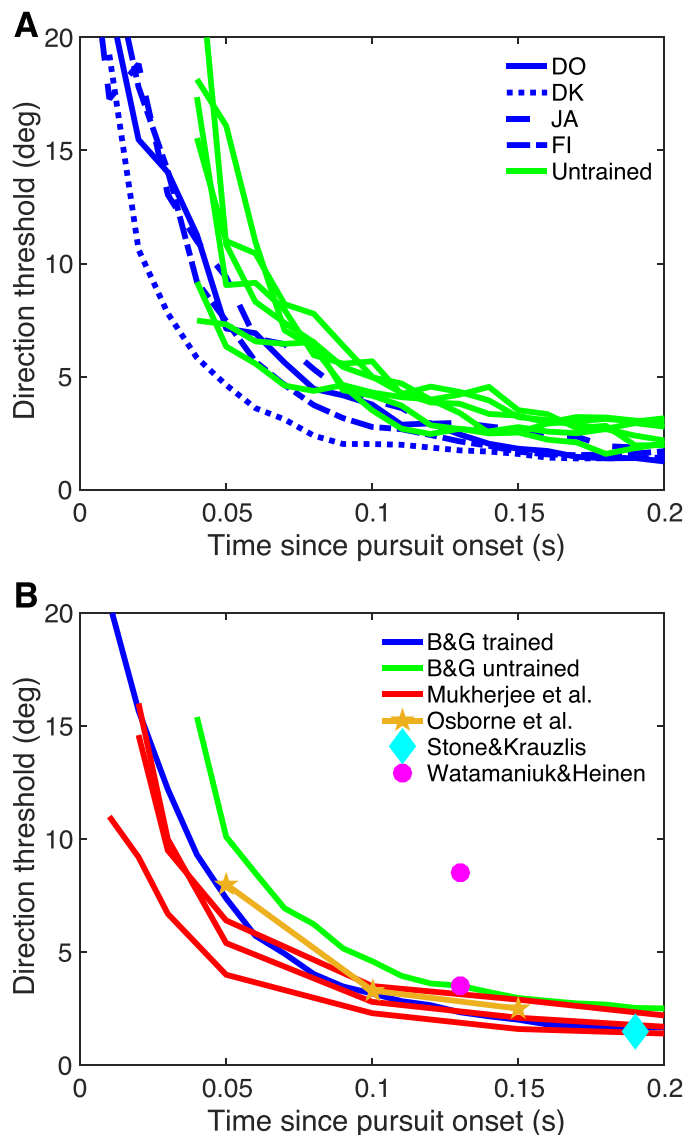 A
20
15
10
5
0
Direction threshold (deg)
DO
DK
JA
FI
Untrained
0 0.05 0.1 0.15 0.2
Time since pursuit onset (s)
B
20
15
10
5
0
Direction threshold (deg)
B&G trained
B&G untrained
Mukherjee et al.
Osborne et al.
Stone&Krauzlis
Watamaniuk&Heinen
0 0.05 0.1 0.15 0.2
Time since pursuit onset (s)